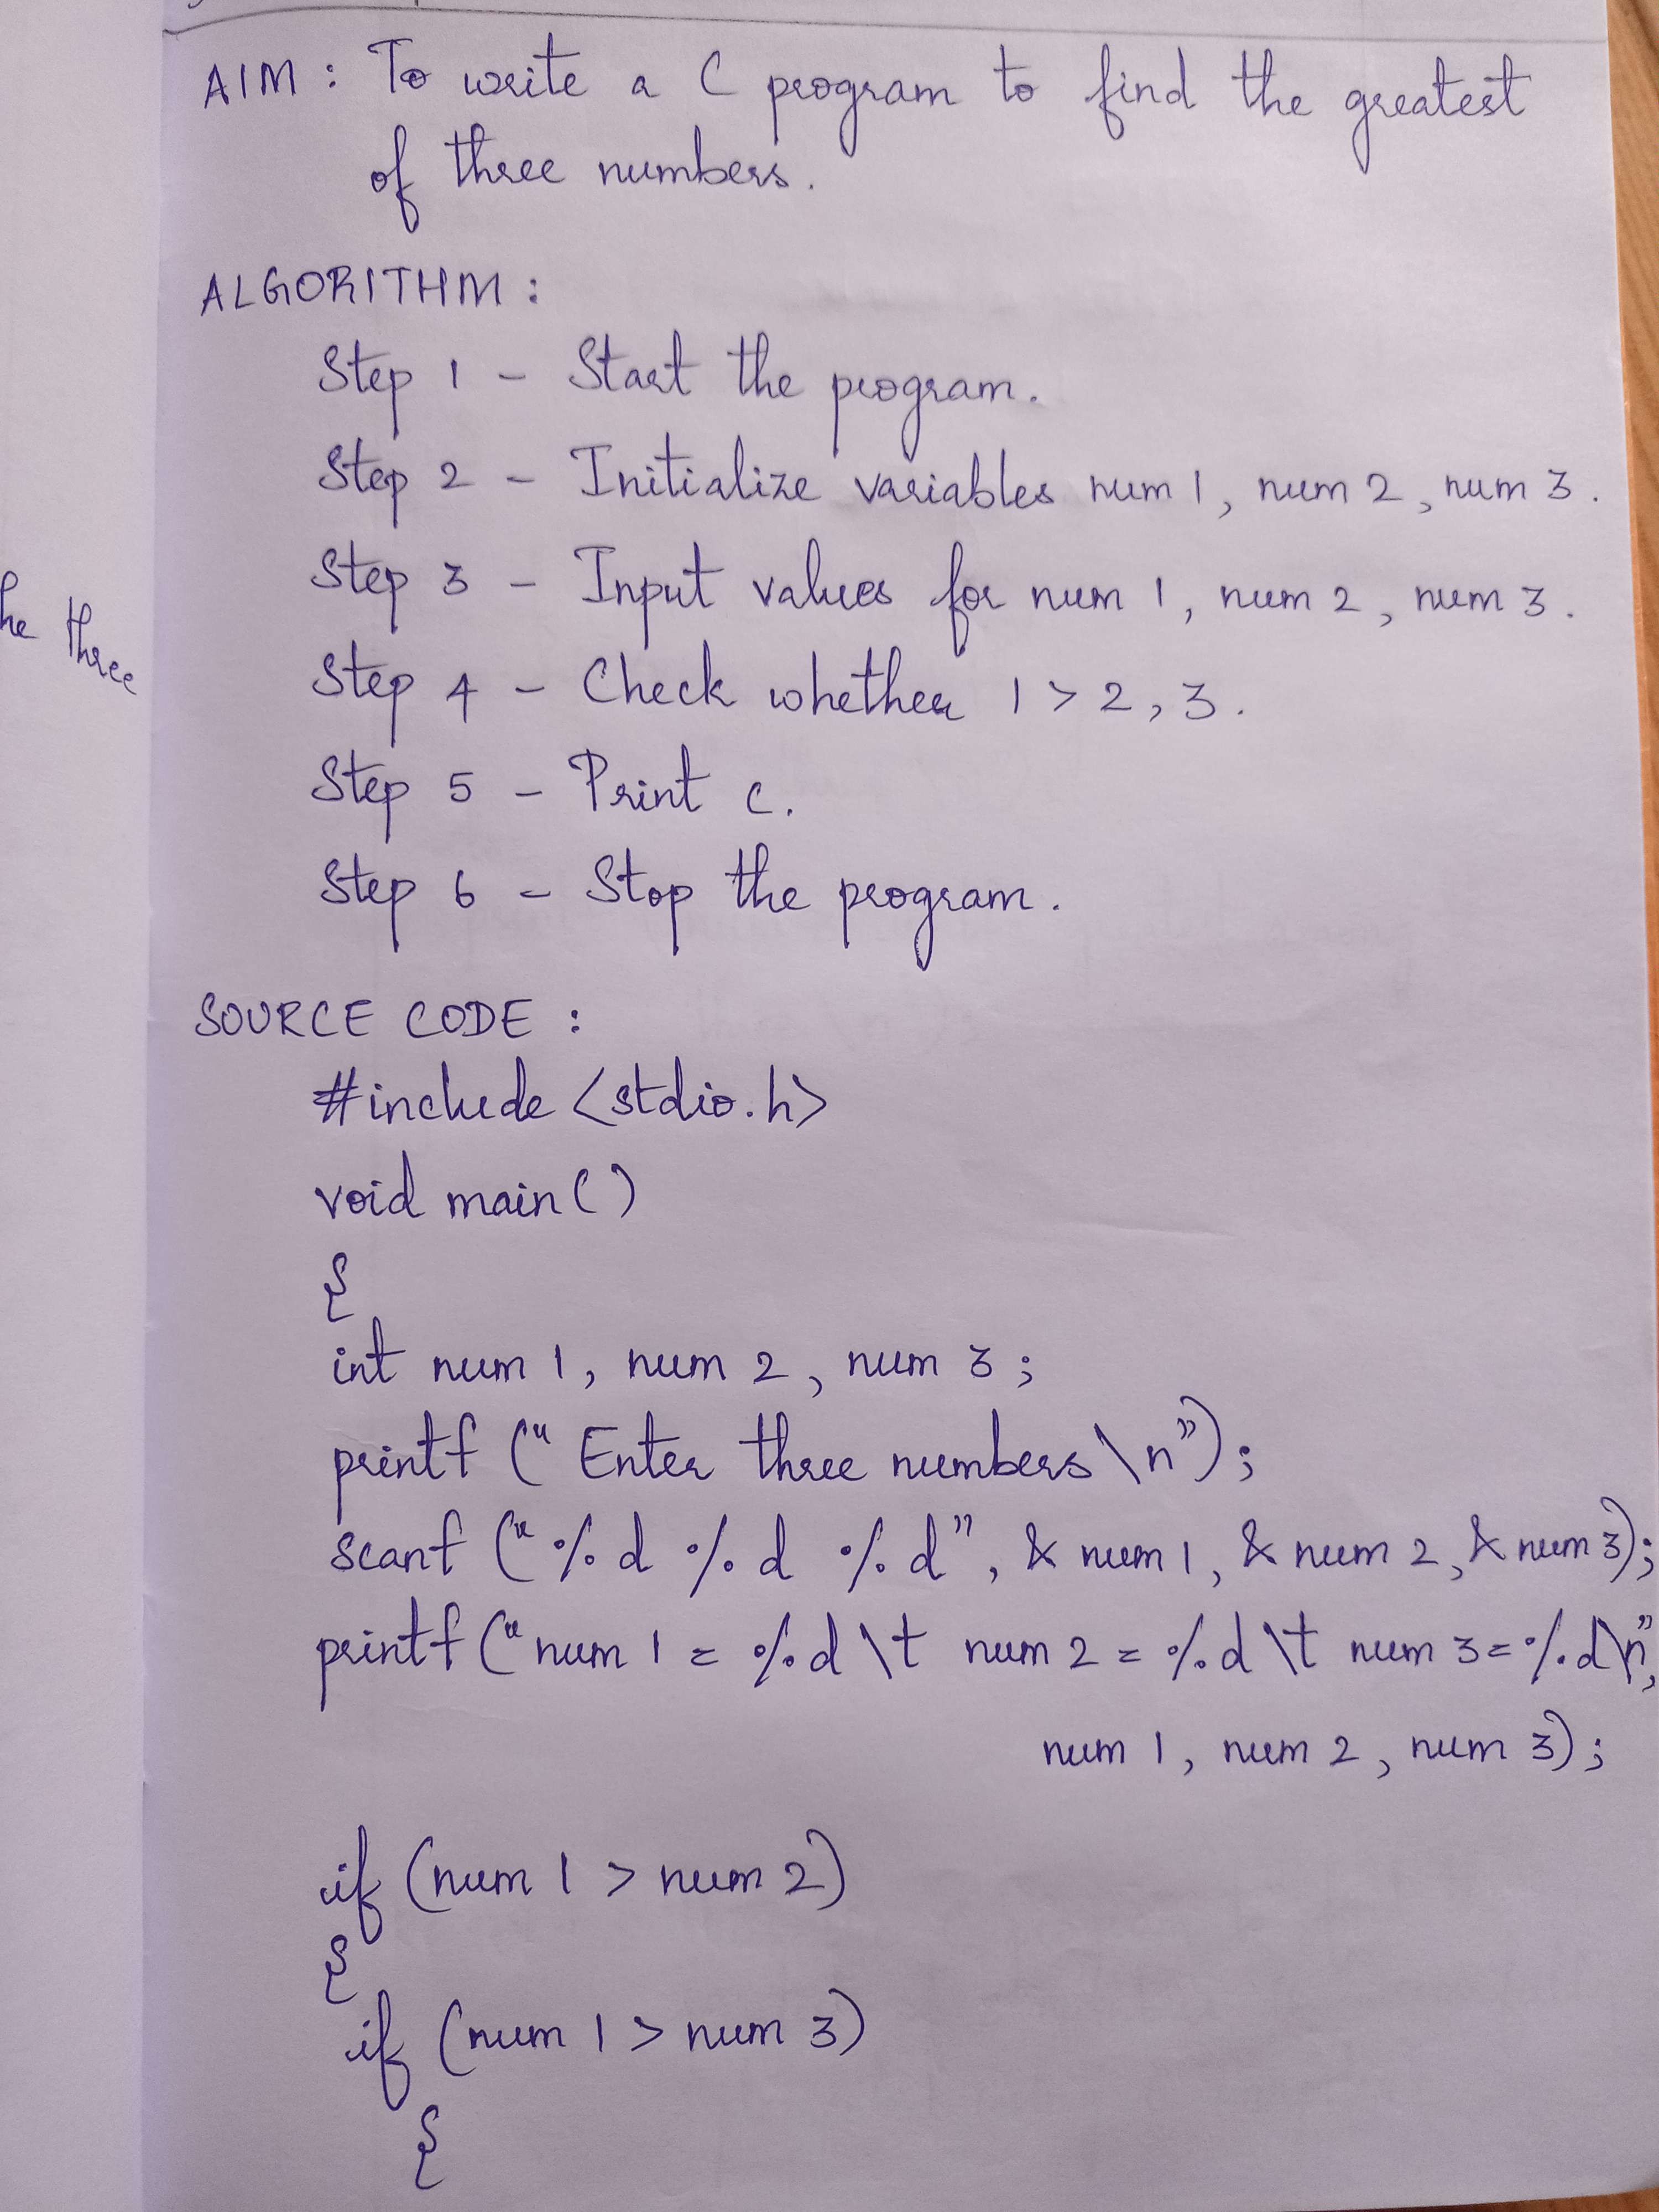 he three
AIM : To write a C program to find the greatest
of three numbers.
ALGORITHM :
Step 1 - Start the program.
Step 2 - Initialize variables num 1, num 2, num 3.
Step 3 - Input values for num 1, num 2, num 3.
Step 4 - Check whether 1 > 2, 3.
Step 5 - Print c.
Step 6 - Stop the program.
SOURCE CODE :
#include <stdio.h>
void main()
{
int num 1, num 2, num 3;
printf (" Enter three numbers \n");
scanf ("%d %d %d", & num 1, & num 2, & num 3);
printf ("num 1 = %d \t num 2 = %d \t num 3 = %d\n",
num 1, num 2, num 3);
if (num 1 > num 2)
{
if (num 1 > num 3)
{